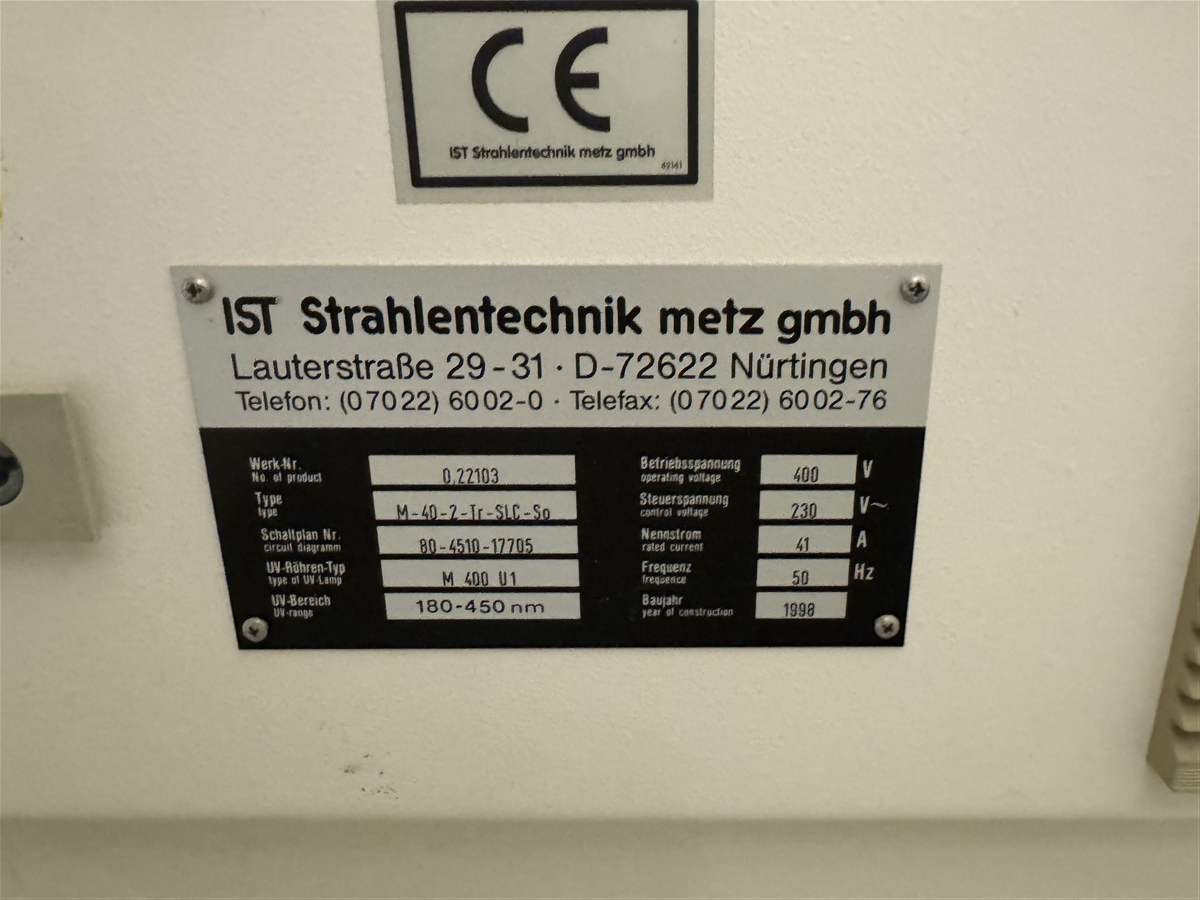 CE
IST Strahlentechnik metz gmbh
IST Strahlentechnik metz gmbh
Lauterstraße 29-31 · D-72622 Nürtingen
Telefon: (07022) 6002-0 · Telefax: (07022) 6002-76
Werk-Nr. 0.22103 Betriebsspannung 400 V
No. of product operating voltage
Type M-40-2-Tr-SLC-So Steuerspannung 230 V~
type control voltage
Schaltplan Nr. 80-4510-17705 Nennstrom 41 A
circuit diagramm rated current
UV-Röhren-Typ M 400 U1 Frequenz 50 Hz
type of UV-Lamp frequence
UV-Bereich 180-450 nm Baujahr 1998
UV-range year of construction